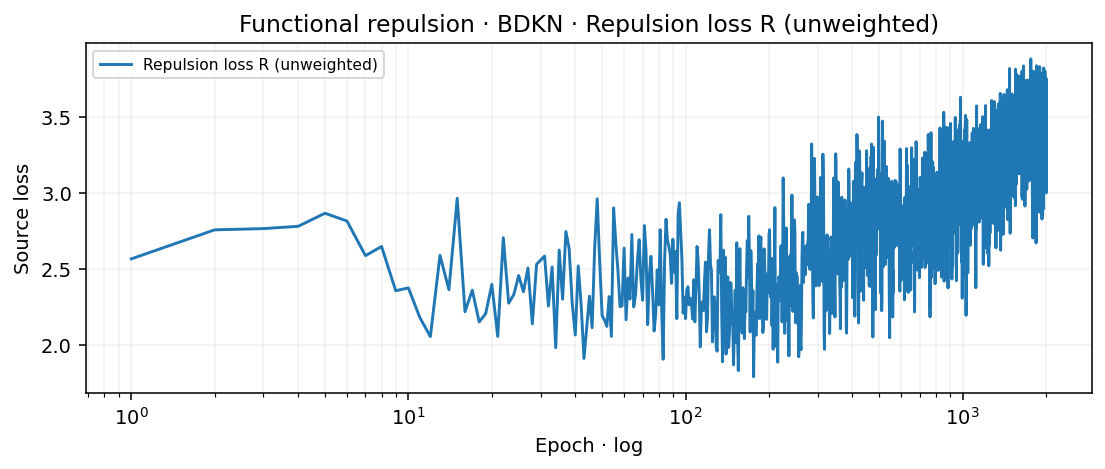 Functional repulsion · BDKN · Repulsion loss R (unweighted)
Repulsion loss R (unweighted)
Source loss
3.5
3.0
2.5
2.0
10⁰ 10¹ 10² 10³
Epoch · log